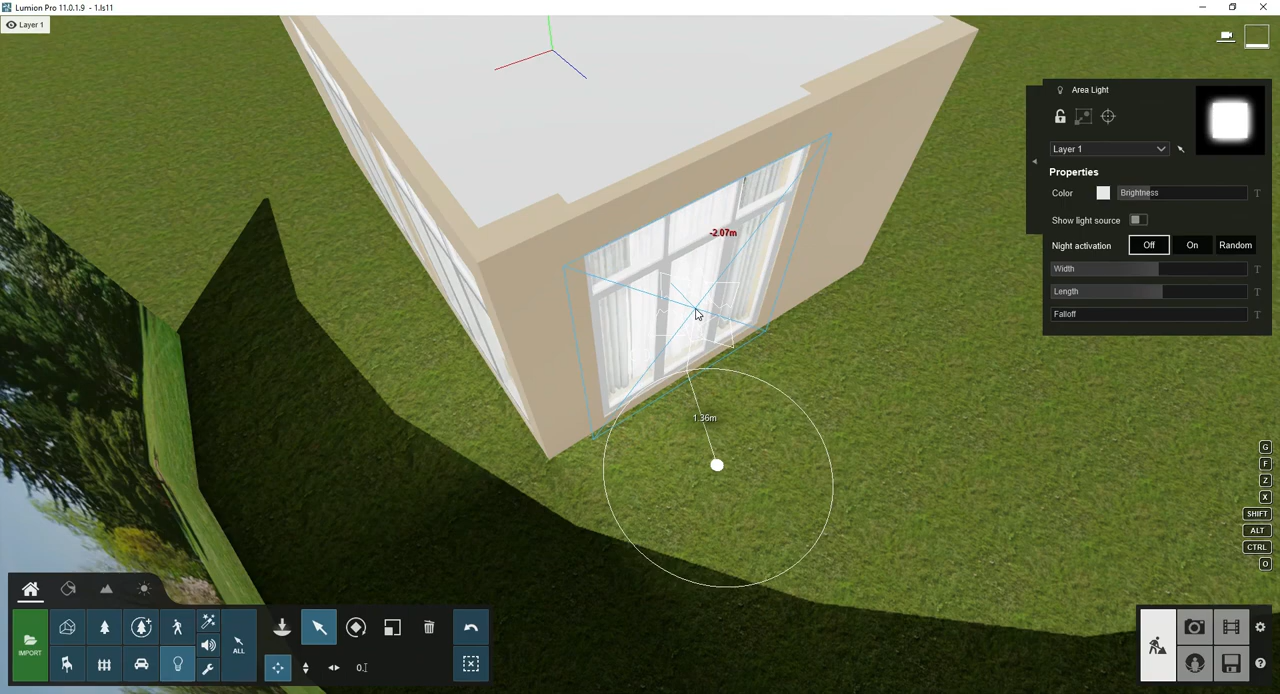 Lumion Pro 11.0.1.9 - 1.ls11
Layer 1
Area Light
Layer 1
Properties
Color
Brightness
T
Show light source
Night activation
Off
On
Random
Width
T
Length
T
Falloff
T
-2.07m
1.36m
G
F
Z
X
SHIFT
ALT
CTRL
O
IMPORT
ALL
0.